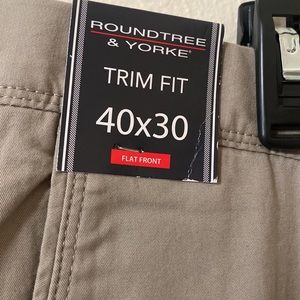 ROUNDTREE
& YORKE®
TRIM FIT
40x30
FLAT FRONT